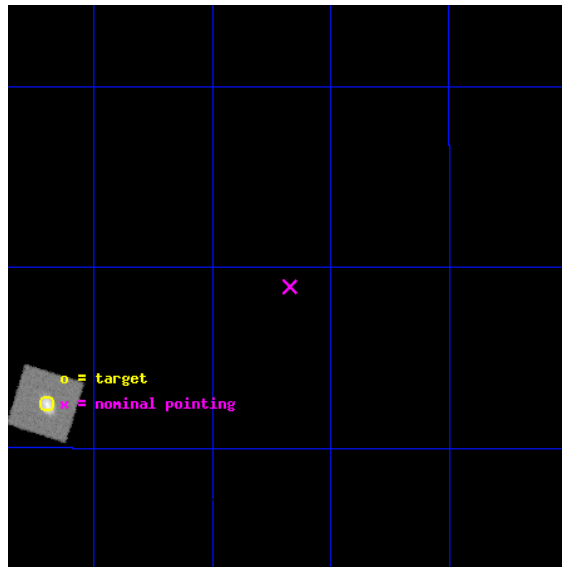 o = target
x = nominal pointing